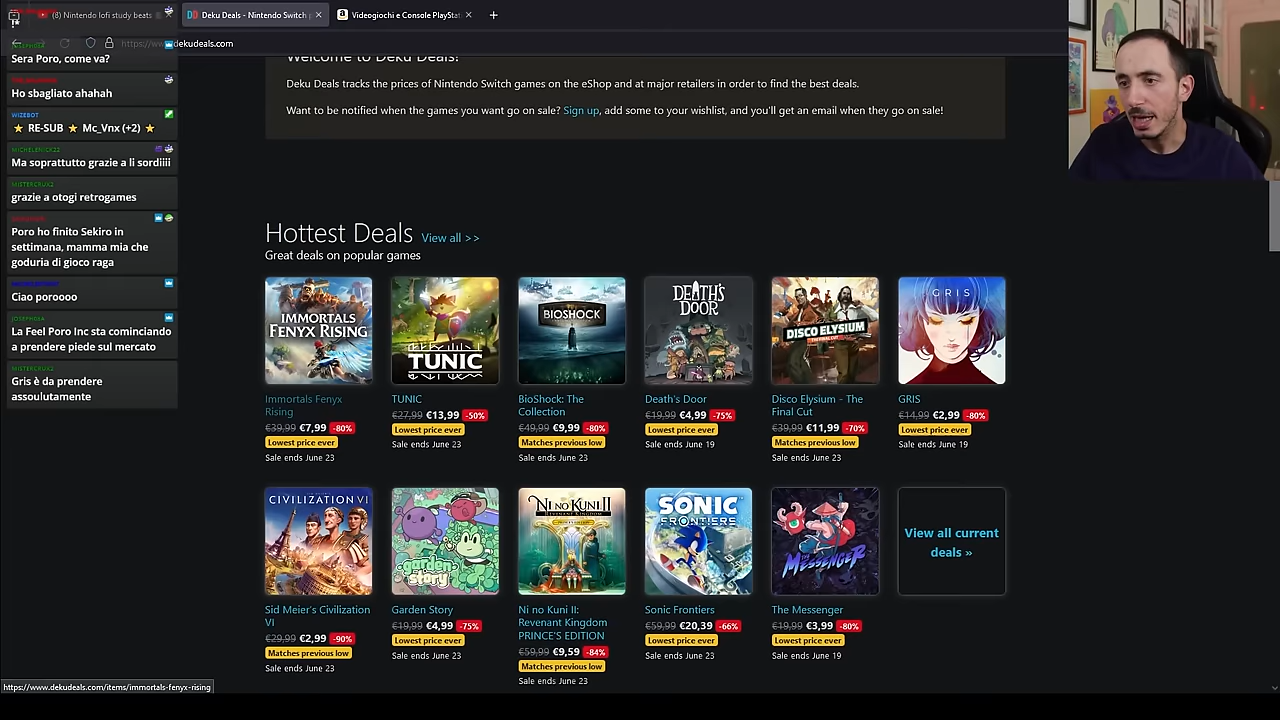 (8) Nintendo lofi study beats
Deku Deals - Nintendo Switch
Videogiochi e Console PlaySta
dekudeals.com
Sera Poro, come va?
Ho sbagliato ahahah
WIZEBOT
RE-SUB Mc_Vnx (+2)
MICHELENICK22
Ma soprattutto grazie a li sordiiii
MISTERCRUX2
grazie a otogi retrogames
Poro ho finito Sekiro in
settimana, mamma mia che
goduria di gioco raga
Ciao poroooo
La Feel Poro Inc sta cominciando
a prendere piede sul mercato
MISTERCRUX2
Gris è da prendere
assoulutamente
Welcome to Deku Deals!
Deku Deals tracks the prices of Nintendo Switch games on the eShop and at major retailers in order to find the best deals.
Want to be notified when the games you want go on sale? Sign up, add some to your wishlist, and you'll get an email when they go on sale!
Hottest Deals View all >>
Great deals on popular games
IMMORTALS
FENYX RISING
TUNIC
BIOSHOCK
DEATH'S
DOOR
DISCO ELYSIUM
THE FINAL CUT
GRIS
Immortals Fenyx
Rising
€39,99 €7,99 -80%
Lowest price ever
Sale ends June 23
TUNIC
€27,99 €13,99 -50%
Lowest price ever
Sale ends June 23
BioShock: The
Collection
€49,99 €9,99 -80%
Matches previous low
Sale ends June 23
Death's Door
€19,99 €4,99 -75%
Lowest price ever
Sale ends June 19
Disco Elysium - The
Final Cut
€39,99 €11,99 -70%
Matches previous low
Sale ends June 23
GRIS
€14,99 €2,99 -80%
Lowest price ever
Sale ends June 19
CIVILIZATION VI
garden
story
NI NO KUNI II
REVENANT KINGDOM
PRINCE'S EDITION
SONIC
FRONTIERS
THE
MESSENGER
View all current
deals »
Sid Meier's Civilization
VI
€29,99 €2,99 -90%
Matches previous low
Sale ends June 23
Garden Story
€19,99 €4,99 -75%
Lowest price ever
Sale ends June 23
Ni no Kuni II:
Revenant Kingdom
PRINCE'S EDITION
€59,99 €9,59 -84%
Matches previous low
Sale ends June 23
Sonic Frontiers
€59,99 €20,39 -66%
Lowest price ever
Sale ends June 23
The Messenger
€19,99 €3,99 -80%
Lowest price ever
Sale ends June 19
https://www.dekudeals.com/items/immortals-fenyx-rising